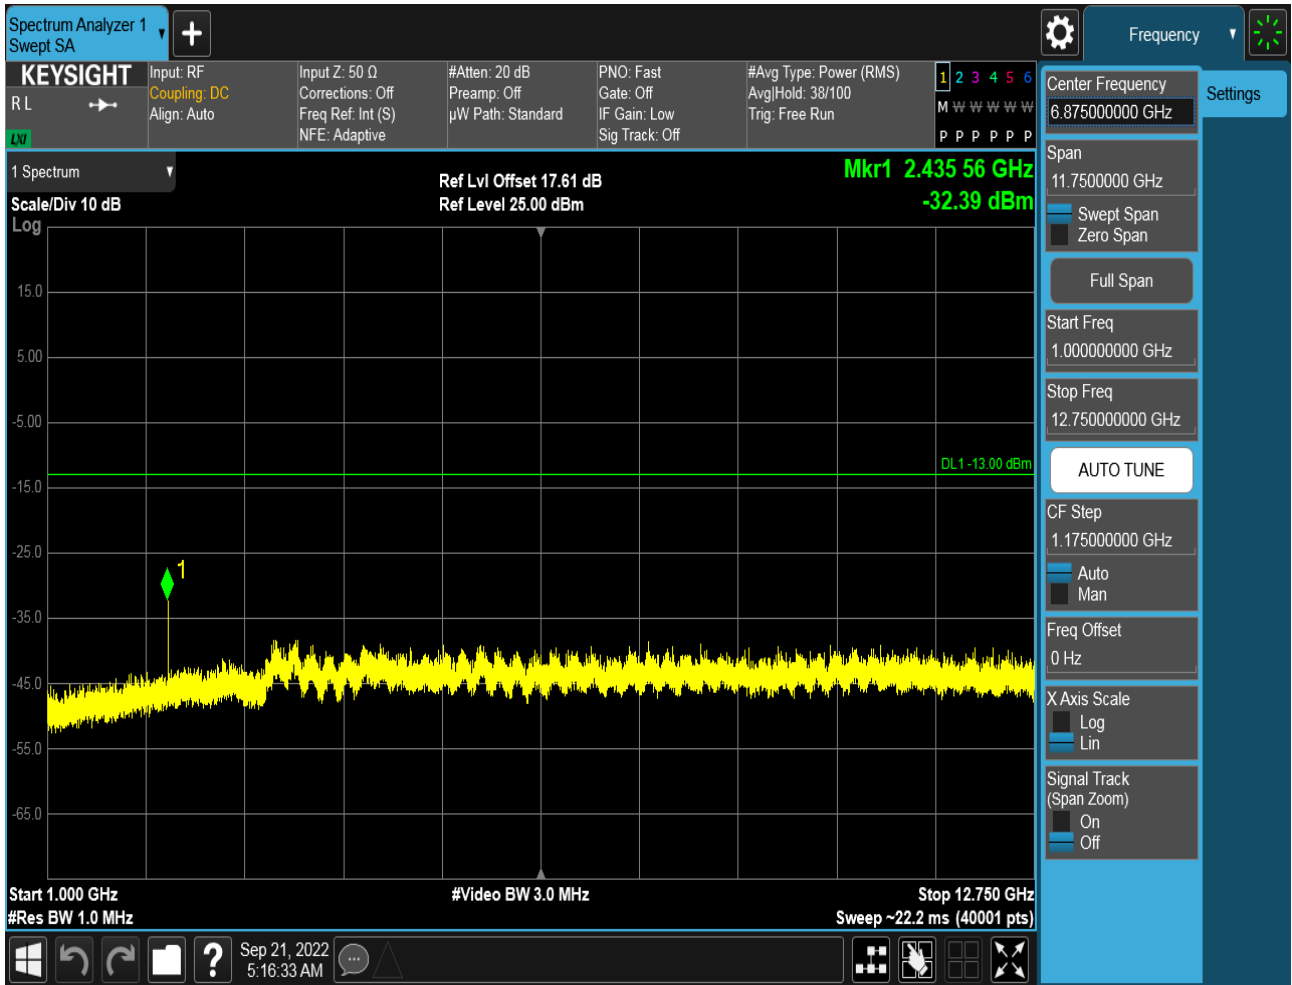 Spectrum Analyzer 1
Swept SA
Frequency
KEYSIGHT
R L
LXI
Input: RF
Coupling: DC
Align: Auto
Input Z: 50 Ω
Corrections: Off
Freq Ref: Int (S)
NFE: Adaptive
#Atten: 20 dB
Preamp: Off
µW Path: Standard
PNO: Fast
Gate: Off
IF Gain: Low
Sig Track: Off
#Avg Type: Power (RMS)
Avg|Hold: 38/100
Trig: Free Run
1 2 3 4 5 6
M W W W W W
P P P P P P
1 Spectrum
Scale/Div 10 dB
Log
Ref Lvl Offset 17.61 dB
Ref Level 25.00 dBm
Mkr1 2.435 56 GHz
-32.39 dBm
15.0
5.00
-5.00
DL1 -13.00 dBm
-15.0
-25.0
1
-35.0
-45.0
-55.0
-65.0
Start 1.000 GHz
#Res BW 1.0 MHz
#Video BW 3.0 MHz
Stop 12.750 GHz
Sweep ~22.2 ms (40001 pts)
Sep 21, 2022
5:16:33 AM
Center Frequency
6.875000000 GHz
Settings
Span
11.7500000 GHz
Swept Span
Zero Span
Full Span
Start Freq
1.000000000 GHz
Stop Freq
12.750000000 GHz
AUTO TUNE
CF Step
1.175000000 GHz
Auto
Man
Freq Offset
0 Hz
X Axis Scale
Log
Lin
Signal Track
(Span Zoom)
On
Off